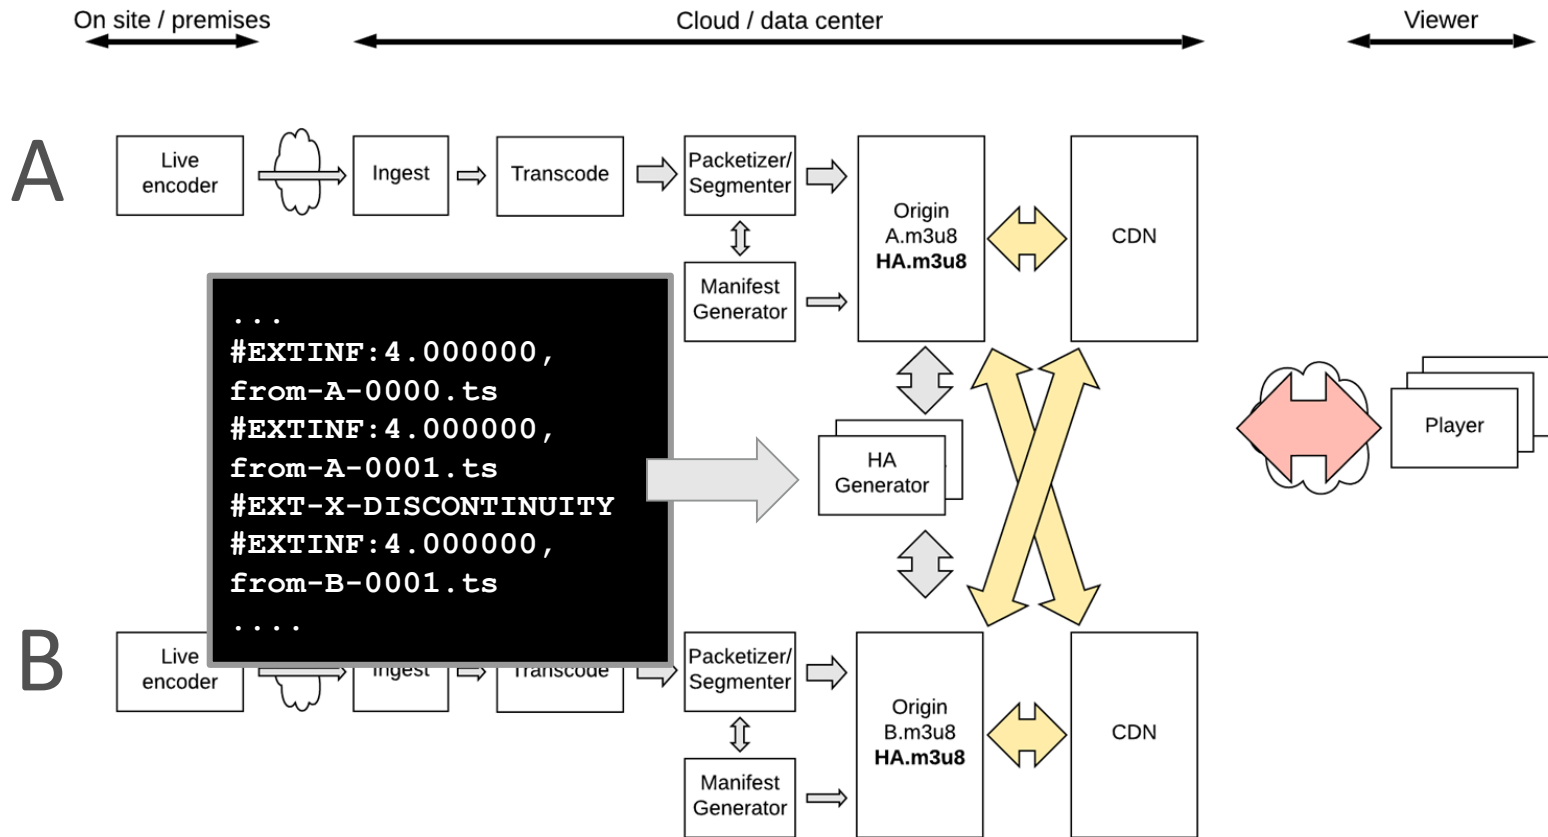 On site / premises
Cloud / data center
Viewer
A
Live
encoder
Ingest
Transcode
Packetizer/
Segmenter
Manifest
Generator
Origin
A.m3u8
HA.m3u8
CDN
...
#EXTINF:4.000000,
from-A-0000.ts
#EXTINF:4.000000,
from-A-0001.ts
#EXT-X-DISCONTINUITY
#EXTINF:4.000000,
from-B-0001.ts
....
HA
Generator
Player
B
Live
encoder
Ingest
Transcode
Packetizer/
Segmenter
Manifest
Generator
Origin
B.m3u8
HA.m3u8
CDN